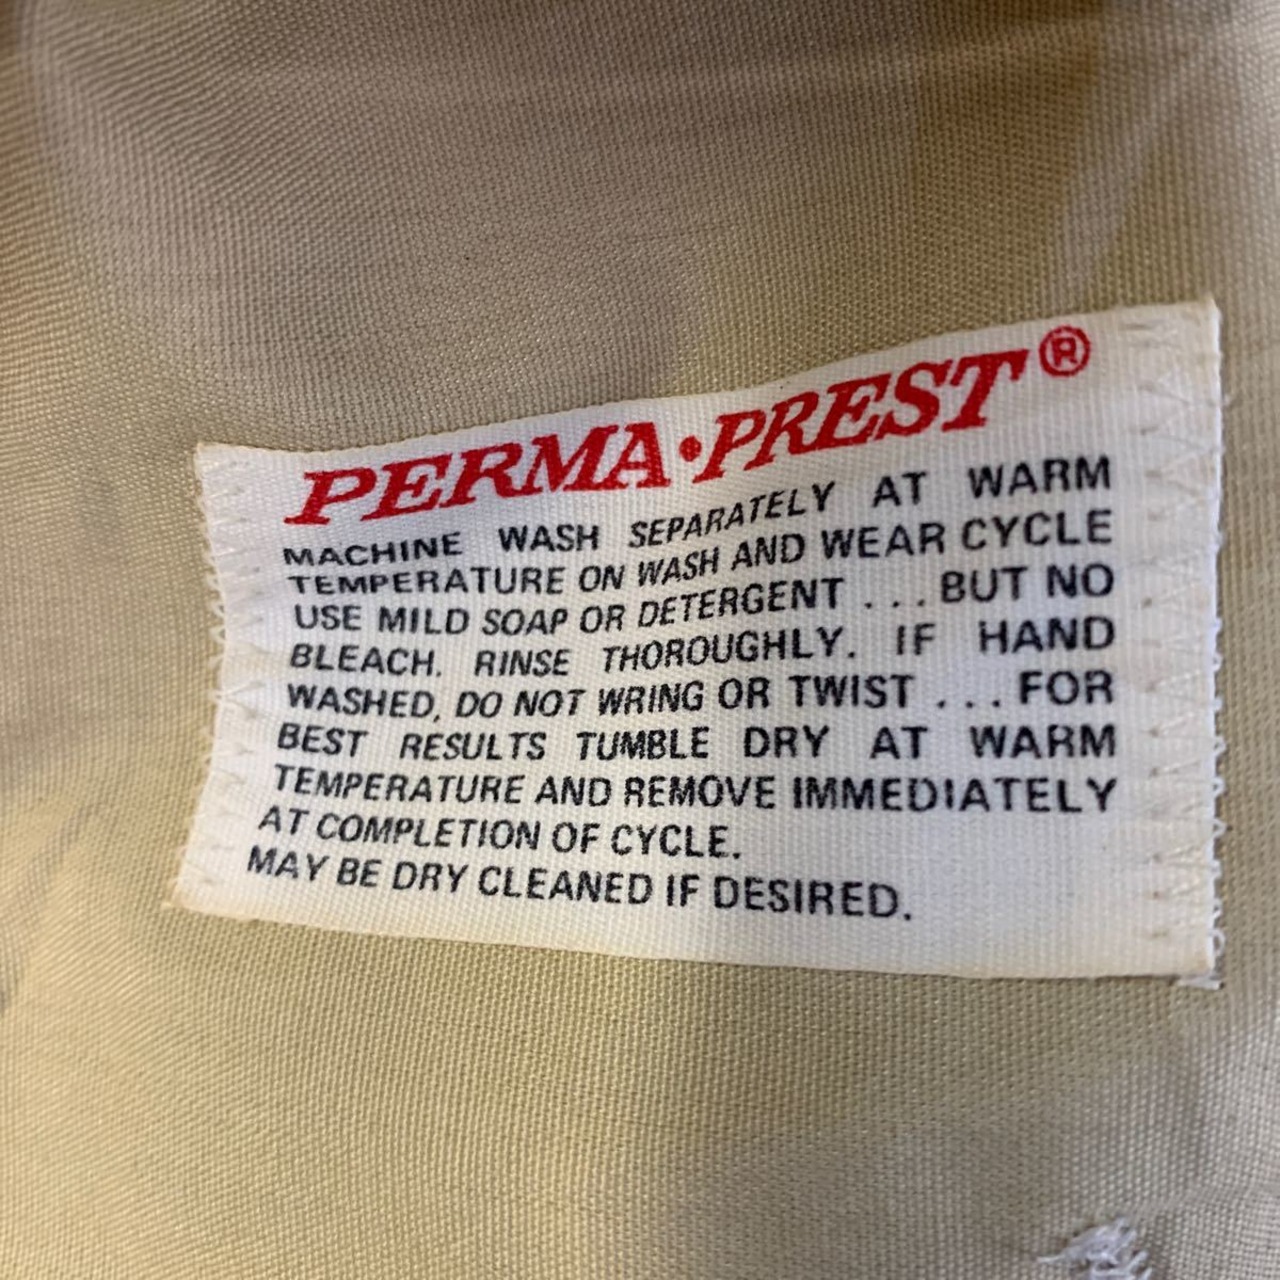 PERMA•PREST®
MACHINE WASH SEPARATELY AT WARM
TEMPERATURE ON WASH AND WEAR CYCLE
USE MILD SOAP OR DETERGENT ... BUT NO
BLEACH. RINSE THOROUGHLY. IF HAND
WASHED, DO NOT WRING OR TWIST ... FOR
BEST RESULTS TUMBLE DRY AT WARM
TEMPERATURE AND REMOVE IMMEDIATELY
AT COMPLETION OF CYCLE.
MAY BE DRY CLEANED IF DESIRED.